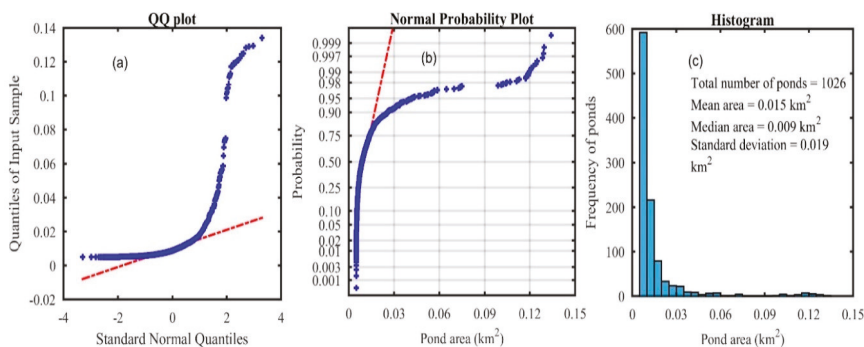 QQ plot
(a)
0.14
0.12
0.1
0.08
0.06
0.04
0.02
0
-0.02
-4
-2
0
2
4
Quantiles of Input Sample
Standard Normal Quantiles
Normal Probability Plot
(b)
0.999
0.997
0.99
0.98
0.95
0.90
0.75
0.50
0.25
0.10
0.05
0.02
0.01
0.003
0.001
0
0.03
0.06
0.09
0.12
0.15
Probability
Pond area (km²)
Histogram
(c)
Total number of ponds = 1026
Mean area = 0.015 km²
Median area = 0.009 km²
Standard deviation = 0.019
km²
600
500
400
300
200
100
0
0
0.03
0.06
0.09
0.12
0.15
Frequency of ponds
Pond area (km²)